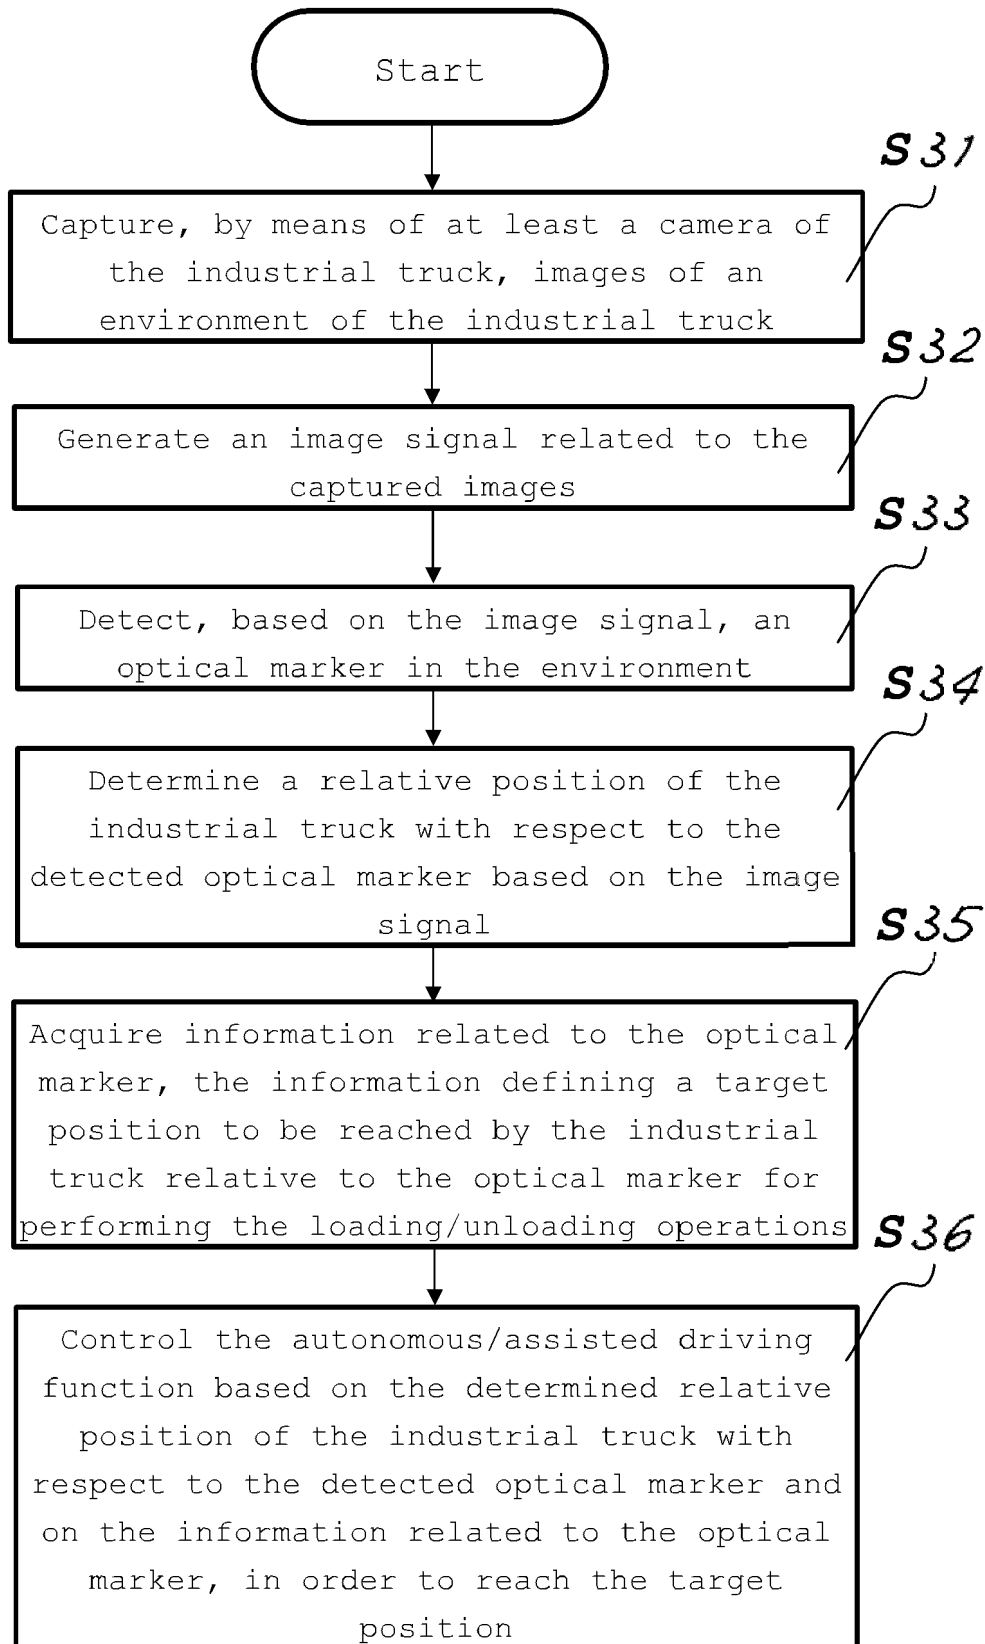 Start
S31
Capture, by means of at least a camera of
the industrial truck, images of an
environment of the industrial truck
S32
Generate an image signal related to the
captured images
S33
Detect, based on the image signal, an
optical marker in the environment
S34
Determine a relative position of the
industrial truck with respect to the
detected optical marker based on the image
signal
S35
Acquire information related to the optical
marker, the information defining a target
position to be reached by the industrial
truck relative to the optical marker for
performing the loading/unloading operations
S36
Control the autonomous/assisted driving
function based on the determined relative
position of the industrial truck with
respect to the detected optical marker and
on the information related to the optical
marker, in order to reach the target
position